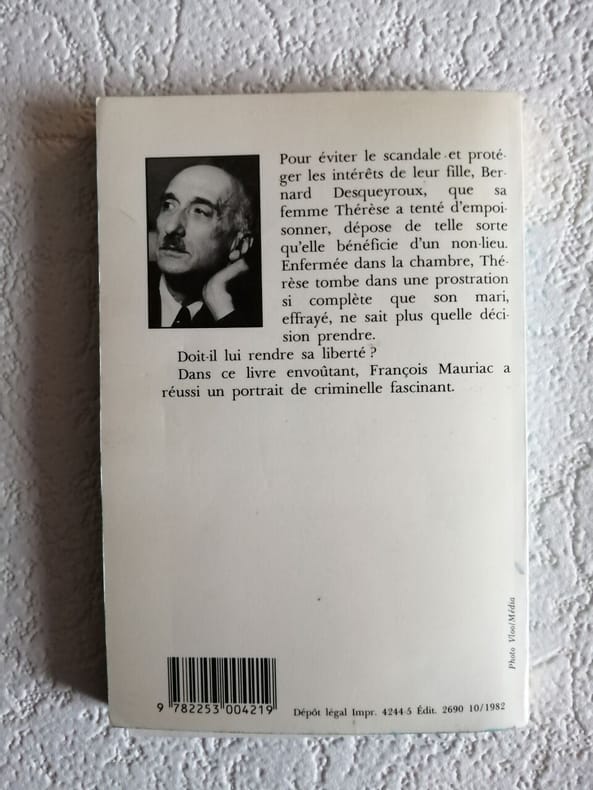 Pour éviter le scandale et proté-
ger les intérêts de leur fille, Ber-
nard Desqueyroux, que sa
femme Thérèse a tenté d'empoi-
sonner, dépose de telle sorte
qu'elle bénéficie d'un non-lieu.
Enfermée dans la chambre, Thé-
rèse tombe dans une prostration
si complète que son mari,
effrayé, ne sait plus quelle déci-
sion prendre.
Doit-il lui rendre sa liberté ?
Dans ce livre envoûtant, François Mauriac a
réussi un portrait de criminelle fascinant.
Photo Vloo/Média
9 782253 004219
Dépôt légal Impr. 4244-5 Édit. 2690 10/1982